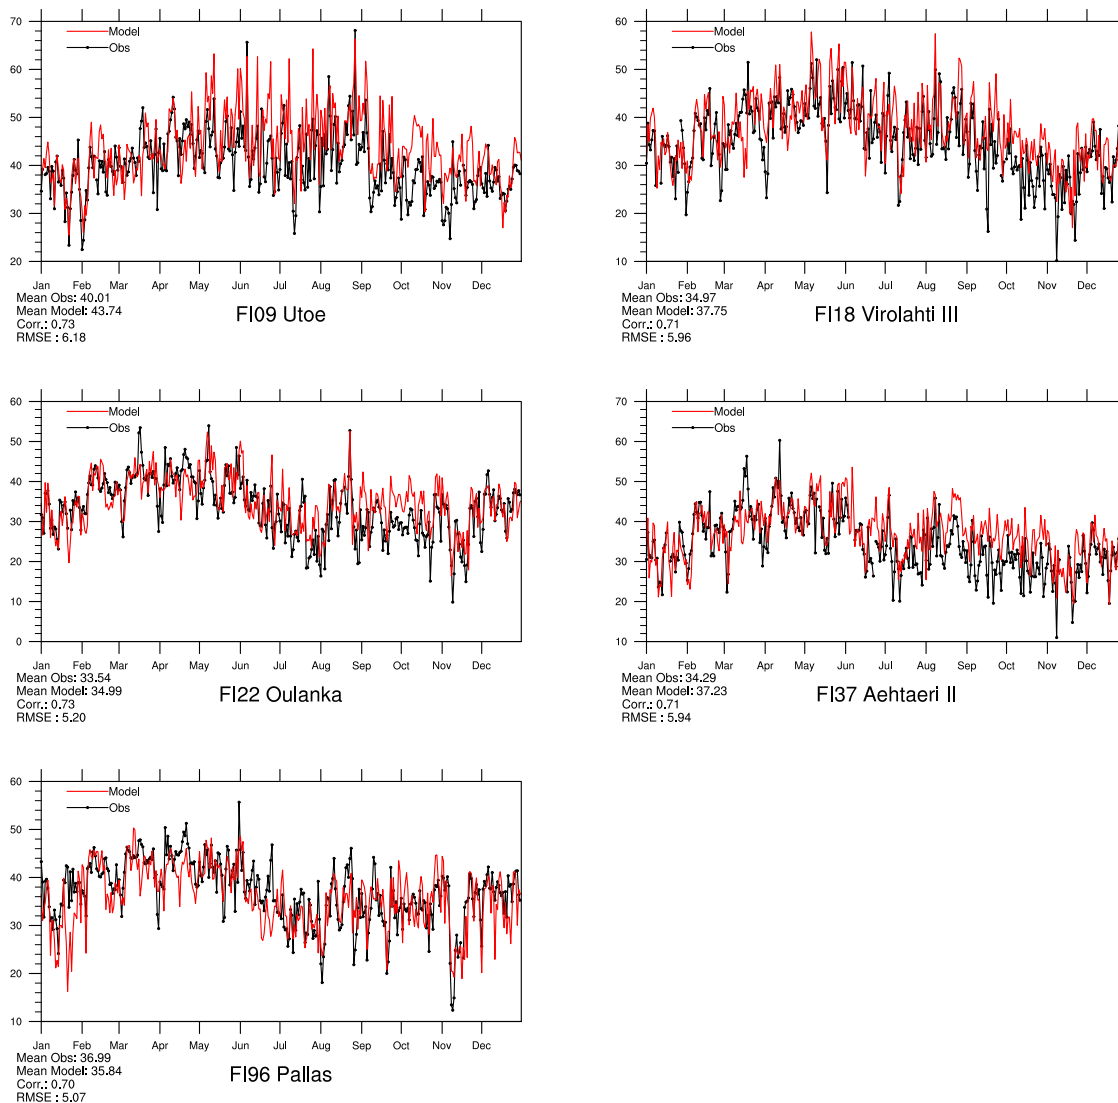 70
60
50
40
30
20
Model
Obs
Jan Feb Mar Apr May Jun Jul Aug Sep Oct Nov Dec
Mean Obs: 40.01
Mean Model: 43.74
Corr.: 0.73
RMSE : 6.18
FI09 Utoe
60
50
40
30
20
10
Model
Obs
Jan Feb Mar Apr May Jun Jul Aug Sep Oct Nov Dec
Mean Obs: 34.97
Mean Model: 37.75
Corr.: 0.71
RMSE : 5.96
FI18 Virolahti III
60
50
40
30
20
10
0
Model
Obs
Jan Feb Mar Apr May Jun Jul Aug Sep Oct Nov Dec
Mean Obs: 33.54
Mean Model: 34.99
Corr.: 0.73
RMSE : 5.20
FI22 Oulanka
70
60
50
40
30
20
10
Model
Obs
Jan Feb Mar Apr May Jun Jul Aug Sep Oct Nov Dec
Mean Obs: 34.29
Mean Model: 37.23
Corr.: 0.71
RMSE : 5.94
FI37 Aehtaeri II
60
50
40
30
20
10
Model
Obs
Jan Feb Mar Apr May Jun Jul Aug Sep Oct Nov Dec
Mean Obs: 36.99
Mean Model: 35.84
Corr.: 0.70
RMSE : 5.07
FI96 Pallas